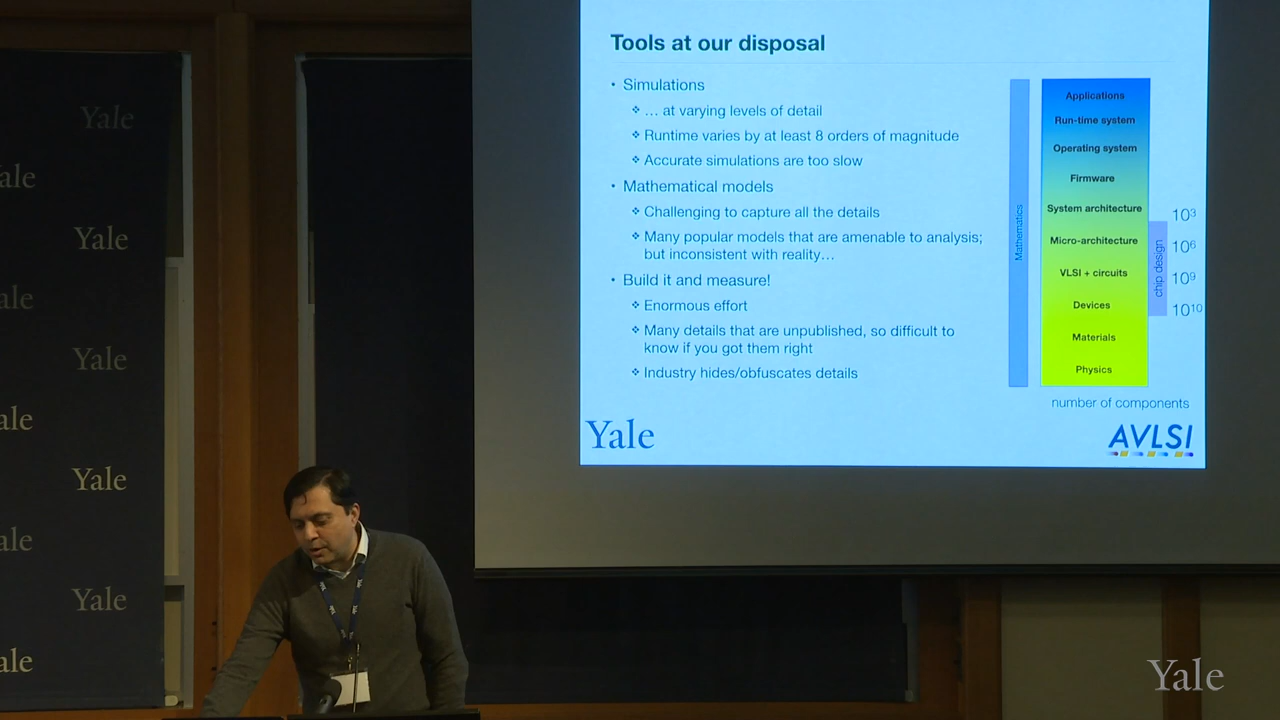 Tools at our disposal
• Simulations
❖ … at varying levels of detail
❖ Runtime varies by at least 8 orders of magnitude
❖ Accurate simulations are too slow
• Mathematical models
❖ Challenging to capture all the details
❖ Many popular models that are amenable to analysis;
but inconsistent with reality…
• Build it and measure!
❖ Enormous effort
❖ Many details that are unpublished, so difficult to
know if you got them right
❖ Industry hides/obfuscates details
Mathematics
Applications
Run-time system
Operating system
Firmware
System architecture
Micro-architecture
VLSI + circuits
Devices
Materials
Physics
chip design
10³
10⁶
10⁹
10¹⁰
number of components
Yale
AVLSI
Yale
ale
Yale
ale
Yale
ale
Yale
ale
Yale
ale
Yale